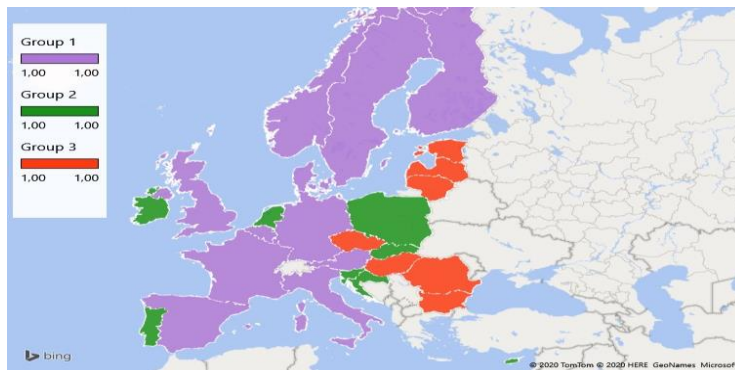 Group 1
1,00 1,00
Group 2
1,00 1,00
Group 3
1,00 1,00
bing
© 2020 TomTom © 2020 HERE GeoNames Microsof